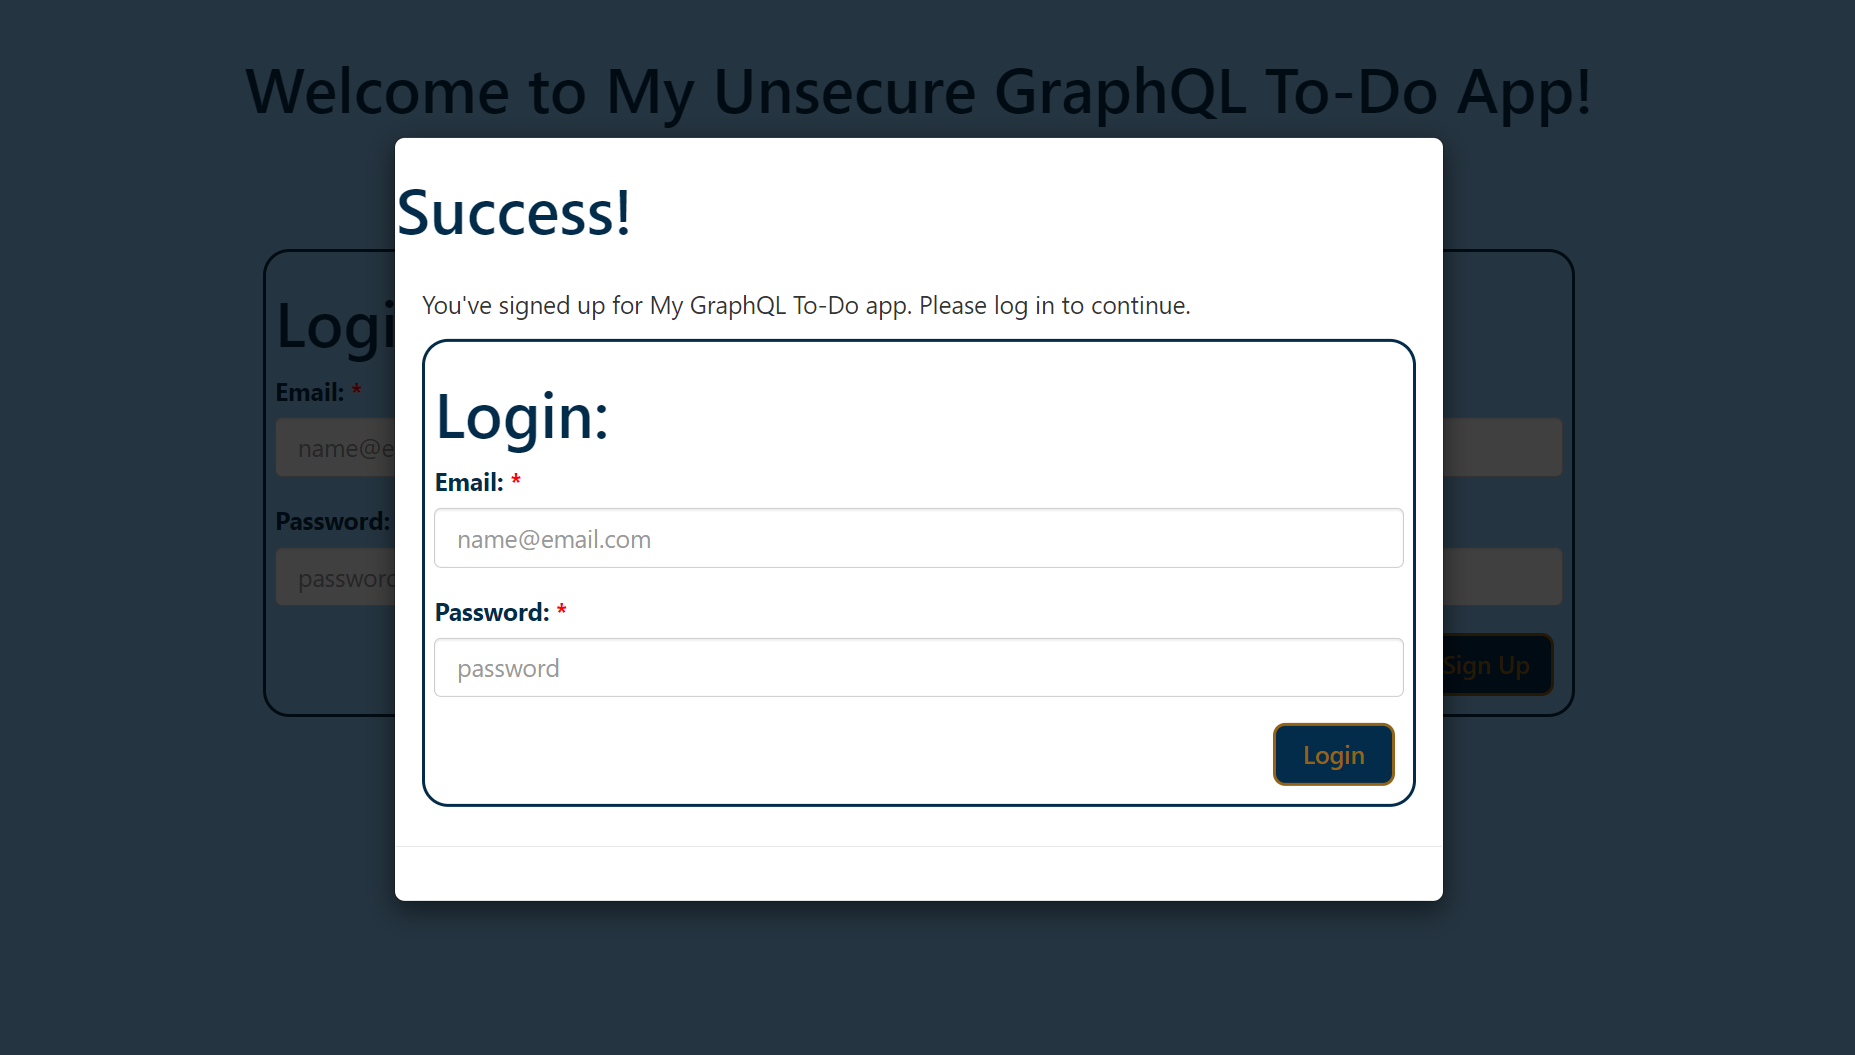 Welcome to My Unsecure GraphQL To-Do App!
Success!
You've signed up for My GraphQL To-Do app. Please log in to continue.
Login:
Email: *
name@email.com
Password: *
password
Login
Logi
Email: *
name@e
Password:
password
Sign Up